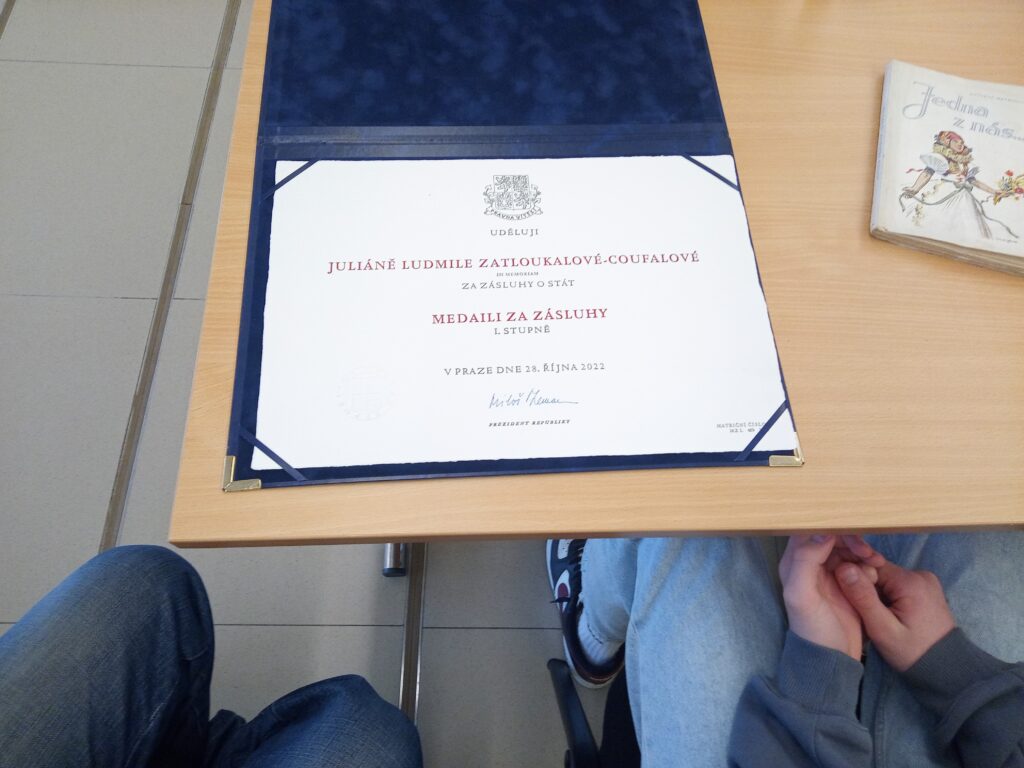 PRAVDA VÍTĚZÍ
UDĚLUJI
JULIÁNĚ LUDMILE ZATLOUKALOVÉ-COUFALOVÉ
IN MEMORIAM
ZA ZÁSLUHY O STÁT
MEDAILI ZA ZÁSLUHY
I. STUPNĚ
V PRAZE DNE 28. ŘÍJNA 2022
Miloš Zeman
PREZIDENT REPUBLIKY
MATRIČNÍ ČÍSLO
Jedna
z nás...